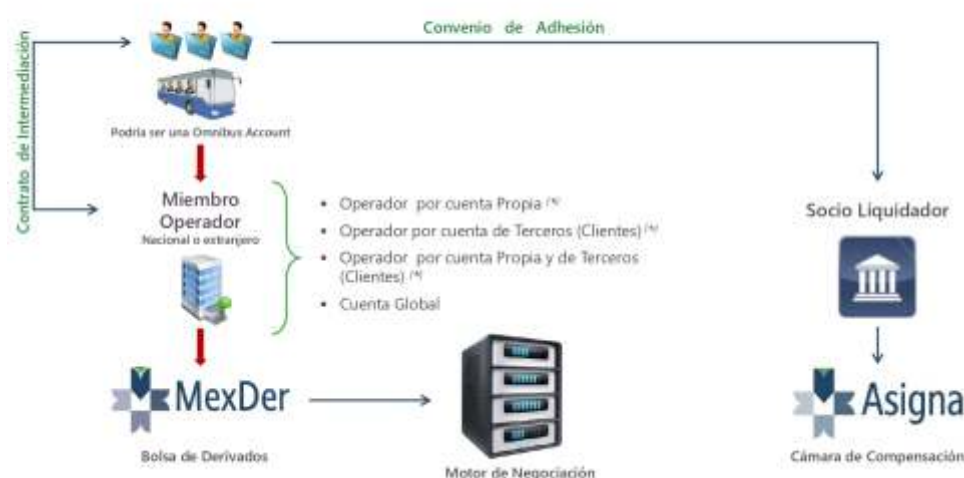 Convenio de Adhesión
Contrato de Intermediación
Podría ser una Omnibus Account
Miembro
Operador
Nacional o extranjero
• Operador por cuenta Propia (*)
• Operador por cuenta de Terceros (Clientes) (*)
• Operador por cuenta Propia y de Terceros
(Clientes) (*)
• Cuenta Global
Socio Liquidador
MexDer
Bolsa de Derivados
Motor de Negociación
Asigna
Cámara de Compensación